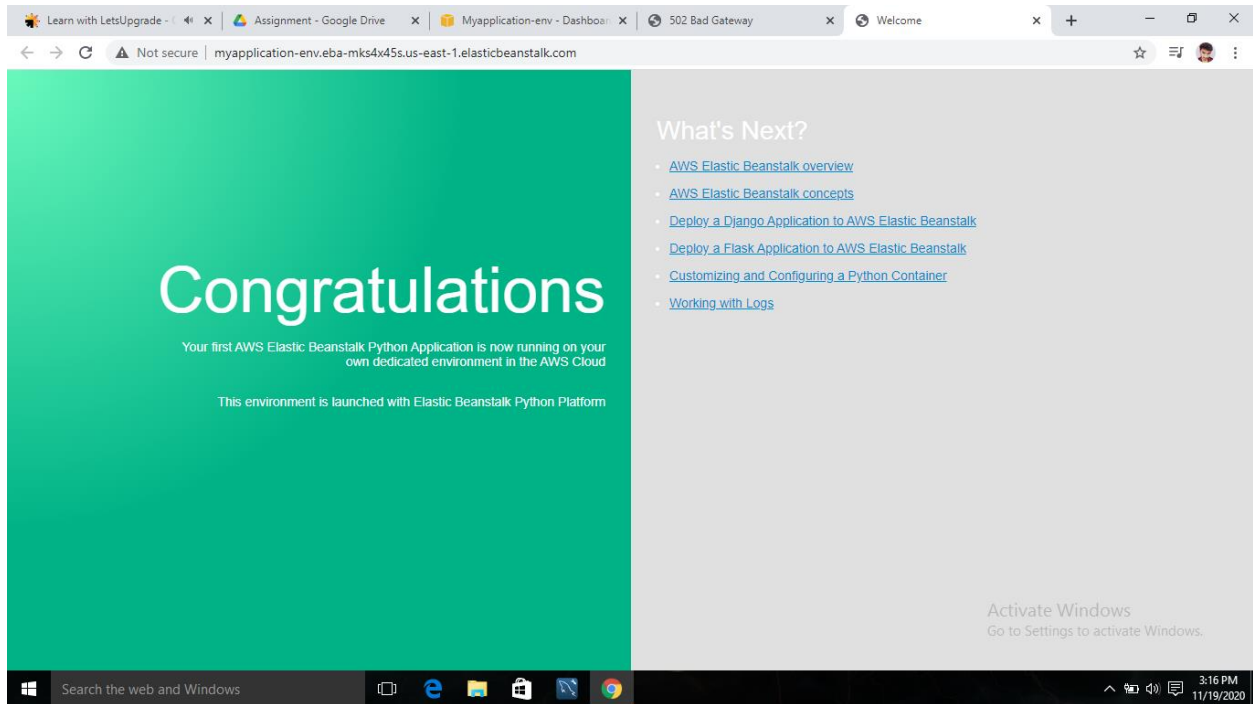 Learn with LetsUpgrade - (
Assignment - Google Drive
Myapplication-env - Dashboar
502 Bad Gateway
Welcome
Not secure | myapplication-env.eba-mks4x45s.us-east-1.elasticbeanstalk.com
Congratulations
Your first AWS Elastic Beanstalk Python Application is now running on your
own dedicated environment in the AWS Cloud
This environment is launched with Elastic Beanstalk Python Platform
What's Next?
AWS Elastic Beanstalk overview
AWS Elastic Beanstalk concepts
Deploy a Django Application to AWS Elastic Beanstalk
Deploy a Flask Application to AWS Elastic Beanstalk
Customizing and Configuring a Python Container
Working with Logs
Activate Windows
Go to Settings to activate Windows.
Search the web and Windows
3:16 PM
11/19/2020